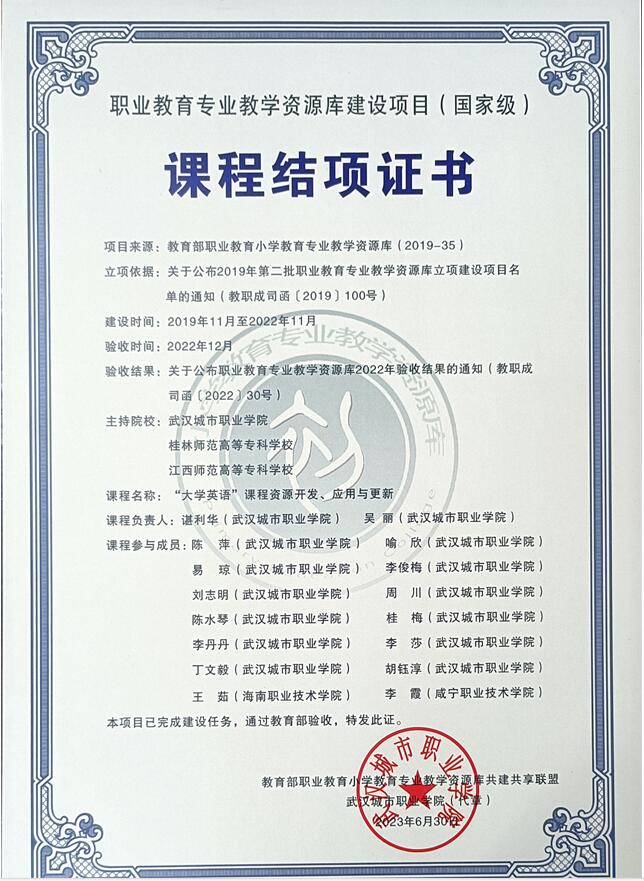 职业教育专业教学资源库建设项目（国家级）
课程结项证书
项目来源：教育部职业教育小学教育专业教学资源库（2019-35）
立项依据：关于公布2019年第二批职业教育专业教学资源库立项建设项目名
单的通知（教职成司函〔2019〕100号）
建设时间：2019年11月至2022年11月
验收时间：2022年12月
验收结果：关于公布职业教育专业教学资源库2022年验收结果的通知（教职成
司函〔2022〕30号）
主持院校：武汉城市职业学院
桂林师范高等专科学校
江西师范高等专科学校
课程名称：“大学英语”课程资源开发、应用与更新
课程负责人：谌利华（武汉城市职业学院） 吴 丽（武汉城市职业学院）
课程参与成员：陈 萍（武汉城市职业学院） 喻 欣（武汉城市职业学院）
易 琼（武汉城市职业学院） 李俊梅（武汉城市职业学院）
刘志明（武汉城市职业学院） 周 川（武汉城市职业学院）
陈水琴（武汉城市职业学院） 桂 梅（武汉城市职业学院）
李丹丹（武汉城市职业学院） 李 莎（武汉城市职业学院）
丁文毅（武汉城市职业学院） 胡钰淳（武汉城市职业学院）
王 茹（海南职业技术学院） 李 霞（咸宁职业技术学院）
本项目已完成建设任务，通过教育部验收，特发此证。
教育部职业教育小学教育专业教学资源库共建共享联盟
武汉城市职业学院（代章）
2023年6月30日
武汉城市职业学院